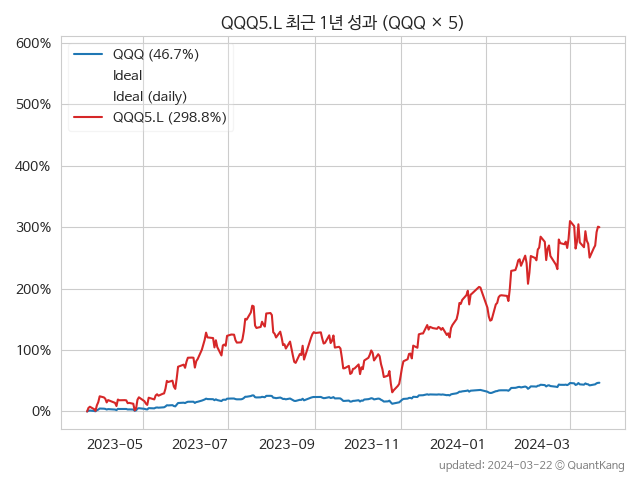 QQQ5.L 최근 1년 성과 (QQQ × 5)
600%
500%
400%
300%
200%
100%
0%
QQQ (46.7%)
Ideal
Ideal (daily)
QQQ5.L (298.8%)
2023-05
2023-07
2023-09
2023-11
2024-01
2024-03
updated: 2024-03-22 © QuantKang